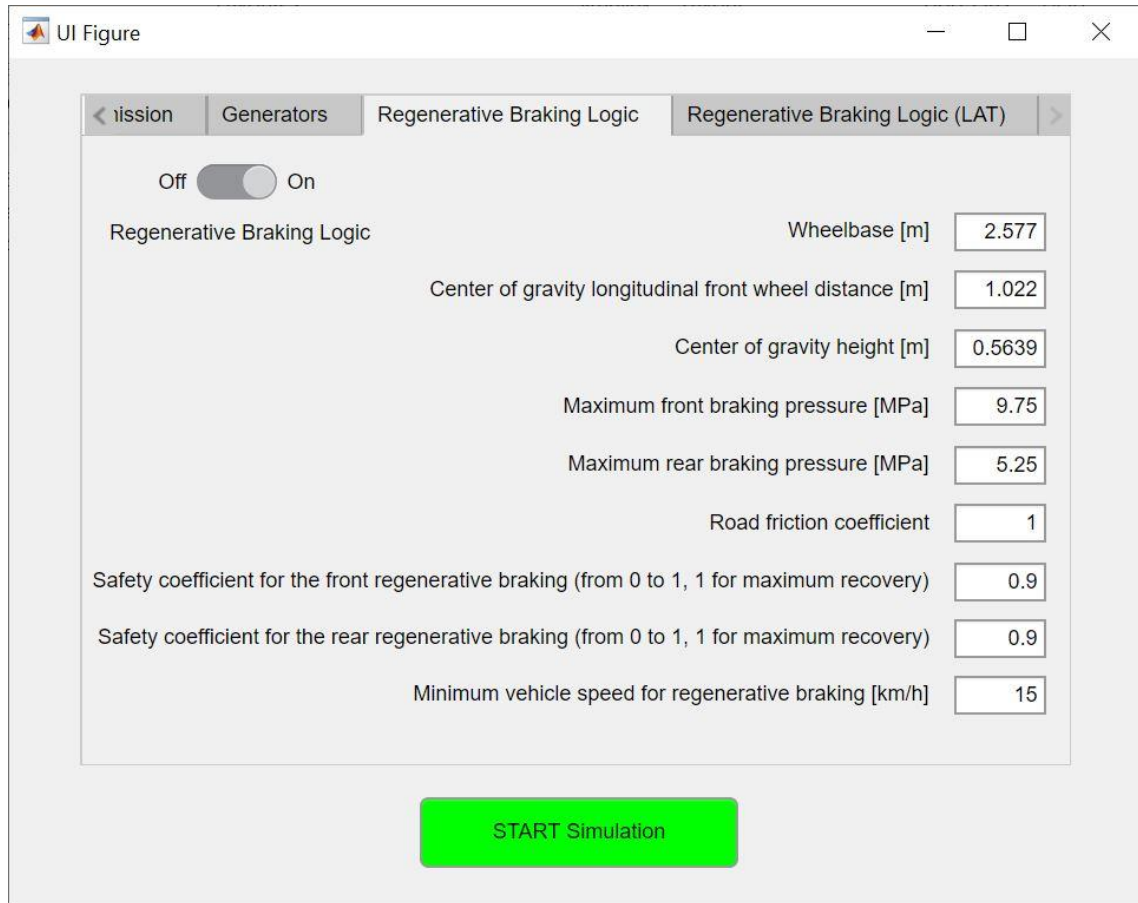 UI Figure
ission Generators Regenerative Braking Logic Regenerative Braking Logic (LAT)
Off On
Regenerative Braking Logic Wheelbase [m] 2.577
Center of gravity longitudinal front wheel distance [m] 1.022
Center of gravity height [m] 0.5639
Maximum front braking pressure [MPa] 9.75
Maximum rear braking pressure [MPa] 5.25
Road friction coefficient 1
Safety coefficient for the front regenerative braking (from 0 to 1, 1 for maximum recovery) 0.9
Safety coefficient for the rear regenerative braking (from 0 to 1, 1 for maximum recovery) 0.9
Minimum vehicle speed for regenerative braking [km/h] 15
START Simulation